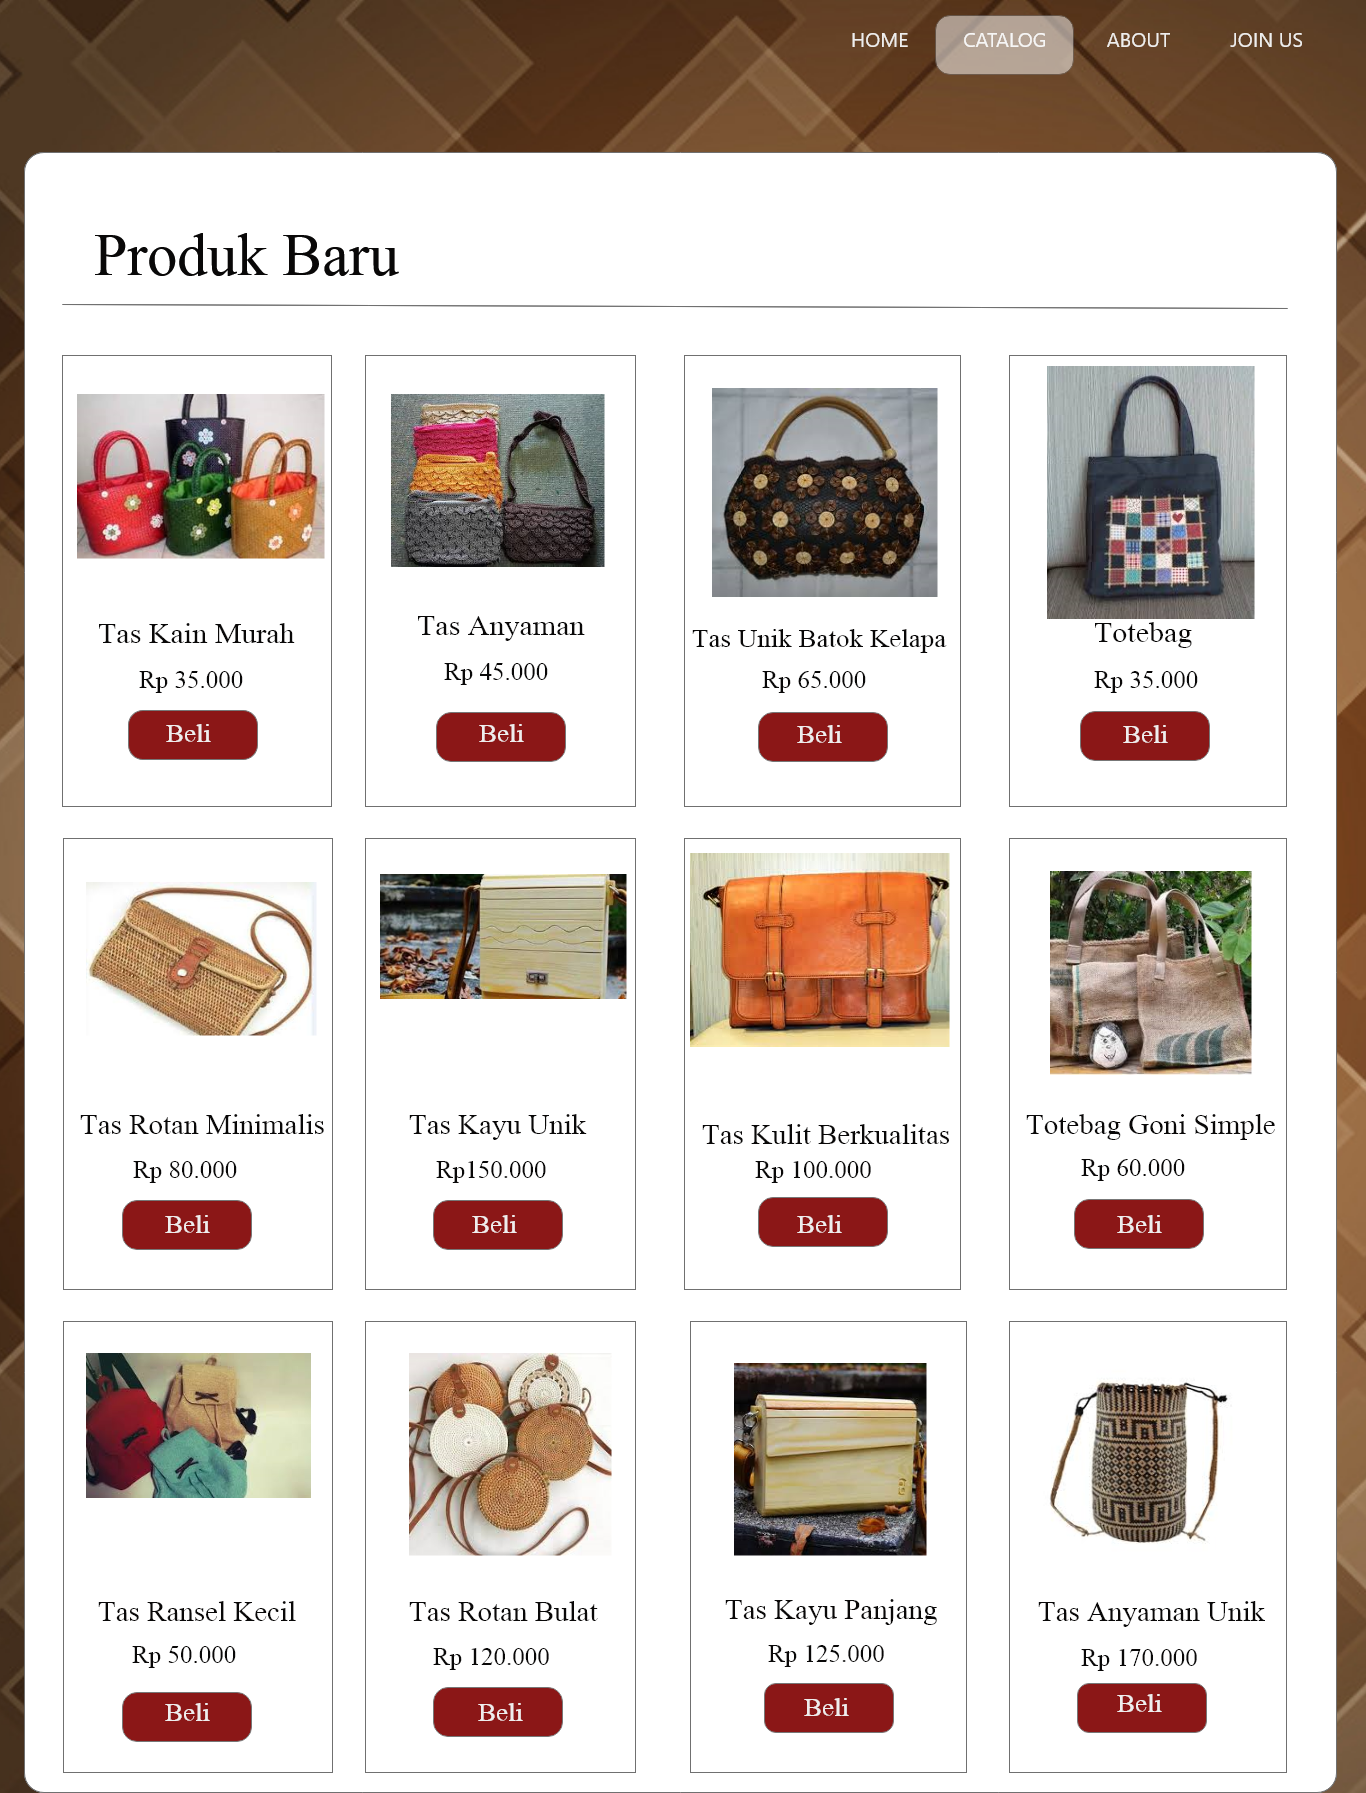 HOME CATALOG ABOUT JOIN US
Produk Baru
Tas Kain Murah
Rp 35.000
Beli
Tas Anyaman
Rp 45.000
Beli
Tas Unik Batok Kelapa
Rp 65.000
Beli
Totebag
Rp 35.000
Beli
Tas Rotan Minimalis
Rp 80.000
Beli
Tas Kayu Unik
Rp150.000
Beli
Tas Kulit Berkualitas
Rp 100.000
Beli
Totebag Goni Simple
Rp 60.000
Beli
Tas Ransel Kecil
Rp 50.000
Beli
Tas Rotan Bulat
Rp 120.000
Beli
Tas Kayu Panjang
Rp 125.000
Beli
Tas Anyaman Unik
Rp 170.000
Beli